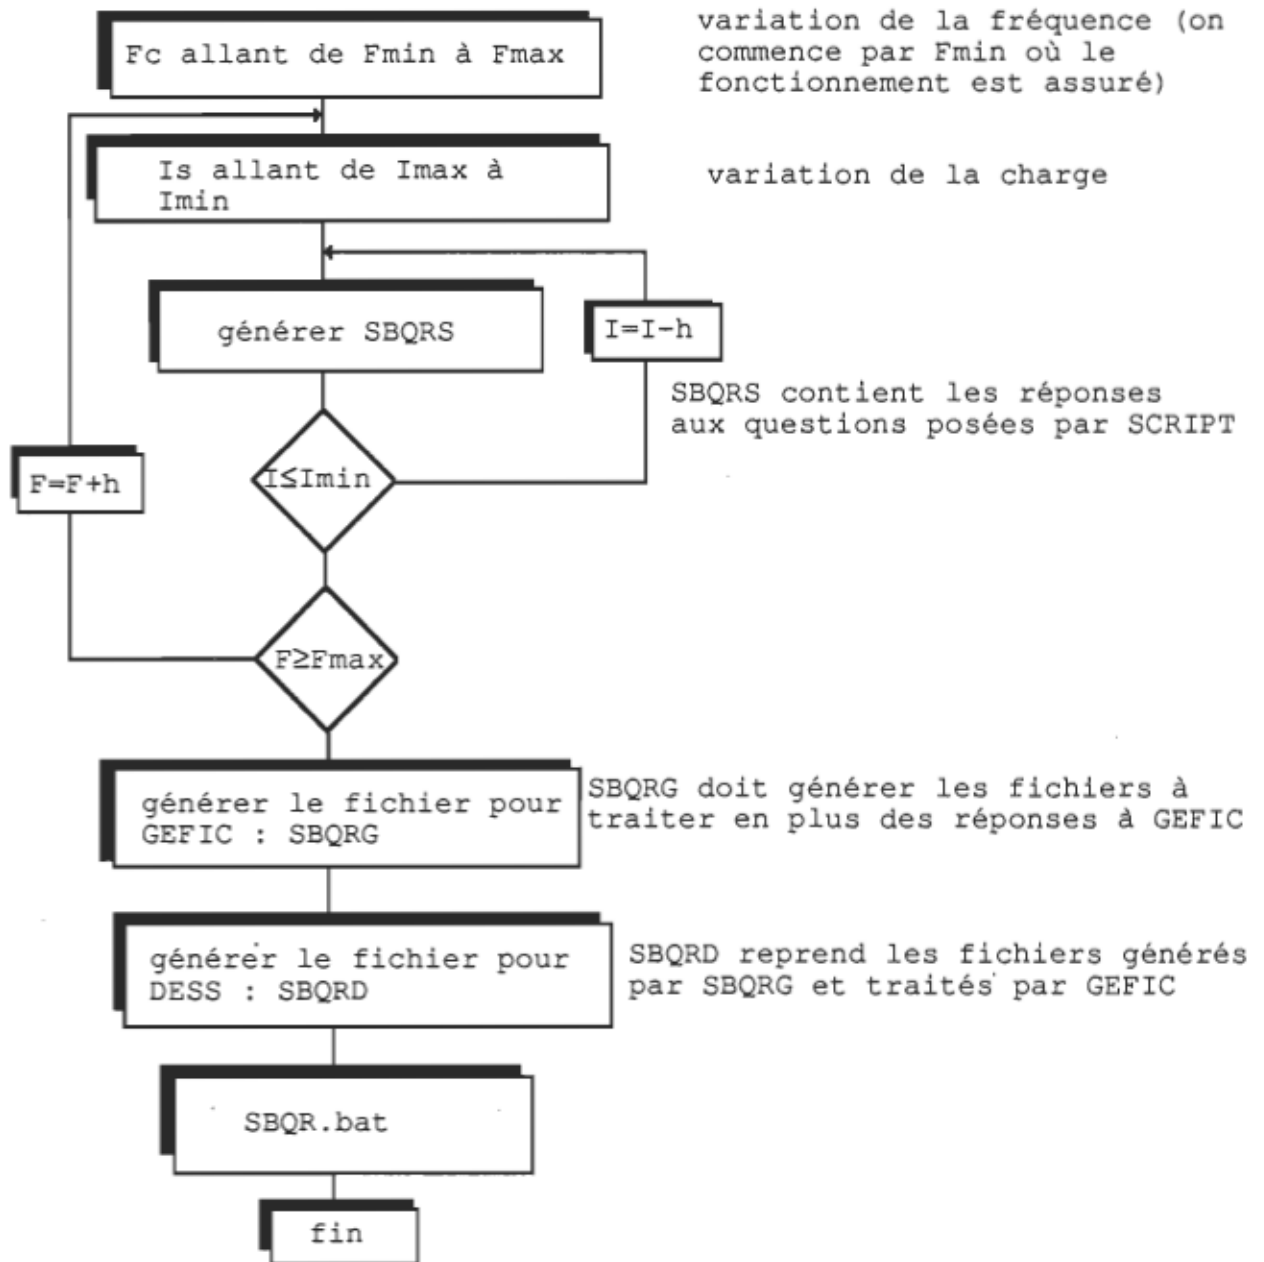 Fc allant de Fmin à Fmax
variation de la fréquence (on
commence par Fmin où le
fonctionnement est assuré)
Is allant de Imax à
Imin
variation de la charge
générer SBQRS
I=I-h
SBQRS contient les réponses
aux questions posées par SCRIPT
F=F+h
I≤Imin
F≥Fmax
générer le fichier pour
GEFIC : SBQRG
SBQRG doit générer les fichiers à
traiter en plus des réponses à GEFIC
générer le fichier pour
DESS : SBQRD
SBQRD reprend les fichiers générés
par SBQRG et traités par GEFIC
SBQR.bat
fin